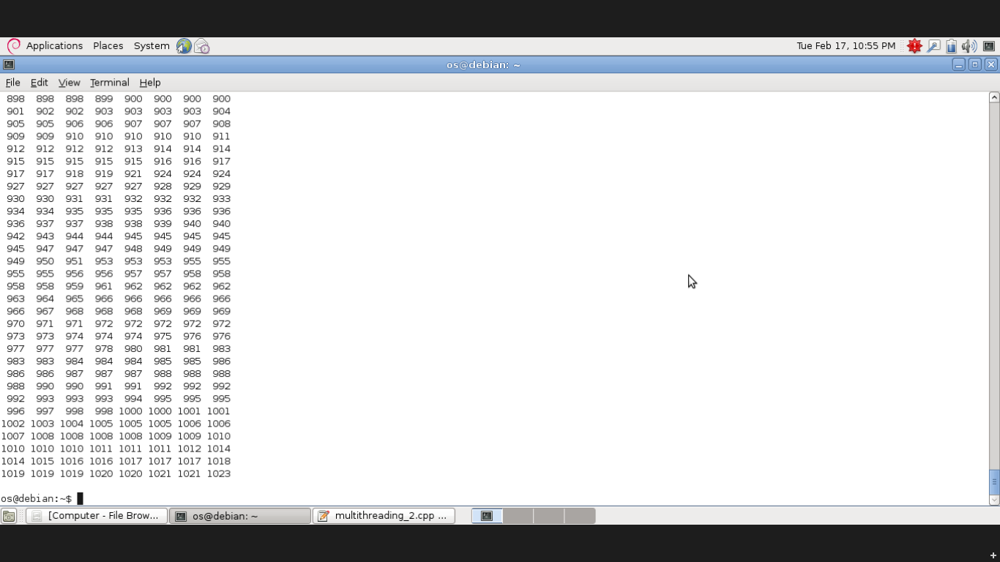 Applications Places System Tue Feb 17, 10:55 PM
os@debian: ~
File Edit View Terminal Help
898 898 898 899 900 900 900 900
901 902 902 903 903 903 903 904
905 905 906 906 907 907 907 908
909 909 910 910 910 910 910 911
912 912 912 912 913 914 914 914
915 915 915 915 915 916 916 917
917 917 918 919 921 924 924 924
927 927 927 927 927 928 929 929
930 930 931 931 932 932 932 933
934 934 935 935 935 936 936 936
936 937 937 938 938 939 940 940
942 943 944 944 945 945 945 945
945 947 947 947 948 949 949 949
949 950 951 953 953 953 955 955
955 955 956 956 957 957 958 958
958 958 959 961 962 962 962 962
963 964 965 966 966 966 966 966
966 967 968 968 968 969 969 969
970 971 971 972 972 972 972 972
973 973 974 974 974 975 976 976
977 977 977 978 980 981 981 983
983 983 984 984 984 985 985 986
986 986 987 987 987 988 988 988
988 990 990 991 991 992 992 992
992 993 993 993 994 995 995 995
996 997 998 998 1000 1000 1001 1001
1002 1003 1004 1005 1005 1005 1006 1006
1007 1008 1008 1008 1008 1009 1009 1010
1010 1010 1010 1011 1011 1011 1012 1014
1014 1015 1016 1016 1017 1017 1017 1018
1019 1019 1019 1020 1020 1021 1021 1023
os@debian:~$
[Computer - File Brow... os@debian: ~ multithreading_2.cpp ...